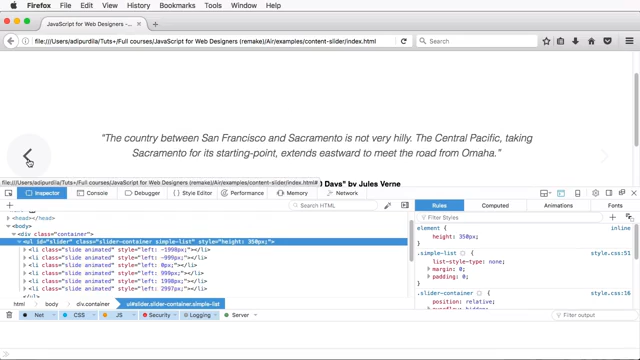 Firefox File Edit View History Bookmarks Tools Window Help
JavaScript for Web Designers -...
file:///Users/adipurdila/Tuts+/Full courses/JavaScript for Web Designers (remake)/Air/examples/content-slider/index.html
Search
"The country between San Francisco and Sacramento is not very hilly. The Central Pacific, taking
Sacramento for its starting-point, extends eastward to meet the road from Omaha."
file:///Users/adipurdila/Tuts+/Full courses/JavaScript for Web Designers (remake)/Air/examples/content-slider/index.html#
) Days" by Jules Verne
Inspector Console Debugger Style Editor Performance Memory Network
Search HTML
Rules Computed Animations Fonts
<head></head>
Filter Styles
<body>
element { inline
<div class="container">
height: 350px;
<ul id="slider" class="slider-container simple-list" style="height: 350px;">
}
<li class="slide animated" style="left: -1998px;"></li>
.simple-list { style.css:51
<li class="slide animated" style="left: -999px;"></li>
list-style-type: none;
<li class="slide animated" style="left: 0px;"></li>
margin: 0;
<li class="slide animated" style="left: 999px;"></li>
padding: 0;
<li class="slide animated" style="left: 1998px;"></li>
}
<li class="slide animated" style="left: 2997px;"></li>
.slider-container { style.css:16
</ul>
position: relative;
html body div.container ul#slider.slider-container.simple-list
Net CSS JS Security Logging Server
Filter output